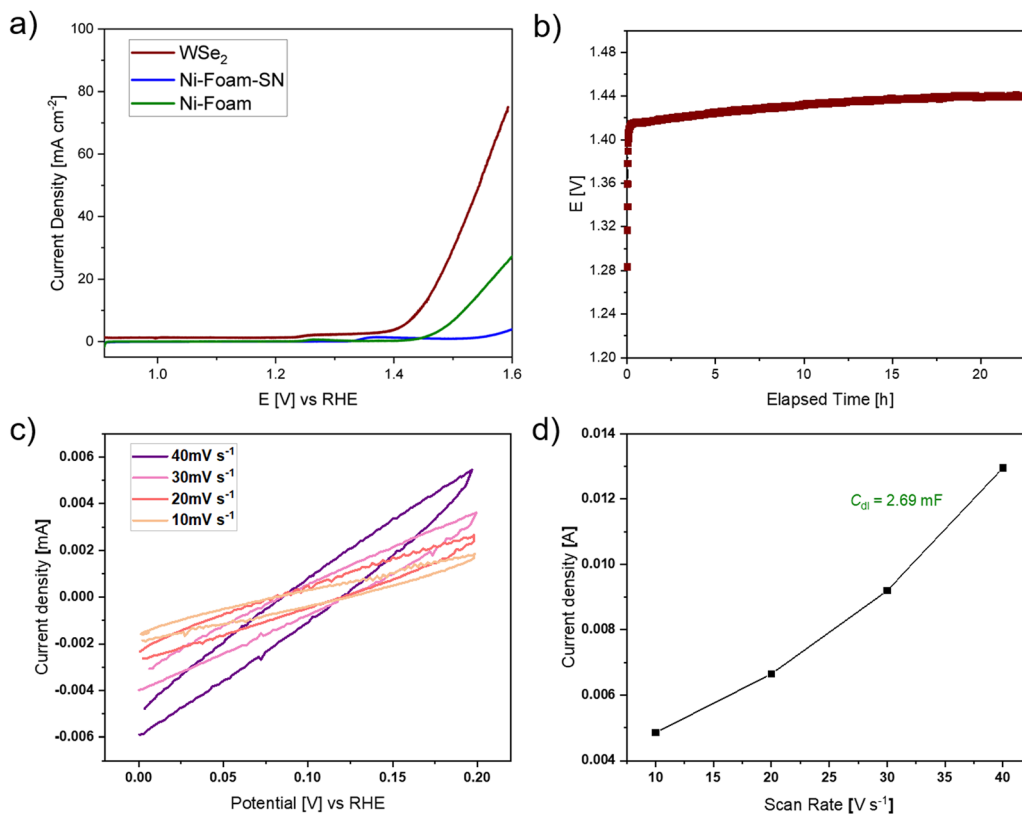 a)
WSe₂
Ni-Foam-SN
Ni-Foam
Current Density [mA cm⁻²]
100
80
60
40
20
0
1.0
1.2
1.4
1.6
E [V] vs RHE
b)
E [V]
1.48
1.44
1.40
1.36
1.32
1.28
1.24
1.20
0
5
10
15
20
Elapsed Time [h]
c)
40mV s⁻¹
30mV s⁻¹
20mV s⁻¹
10mV s⁻¹
Current density [mA]
0.006
0.004
0.002
0.000
-0.002
-0.004
-0.006
0.00
0.05
0.10
0.15
0.20
Potential [V] vs RHE
d)
C_dl = 2.69 mF
Current density [A]
0.014
0.012
0.010
0.008
0.006
0.004
10
15
20
25
30
35
40
Scan Rate [V s⁻¹]